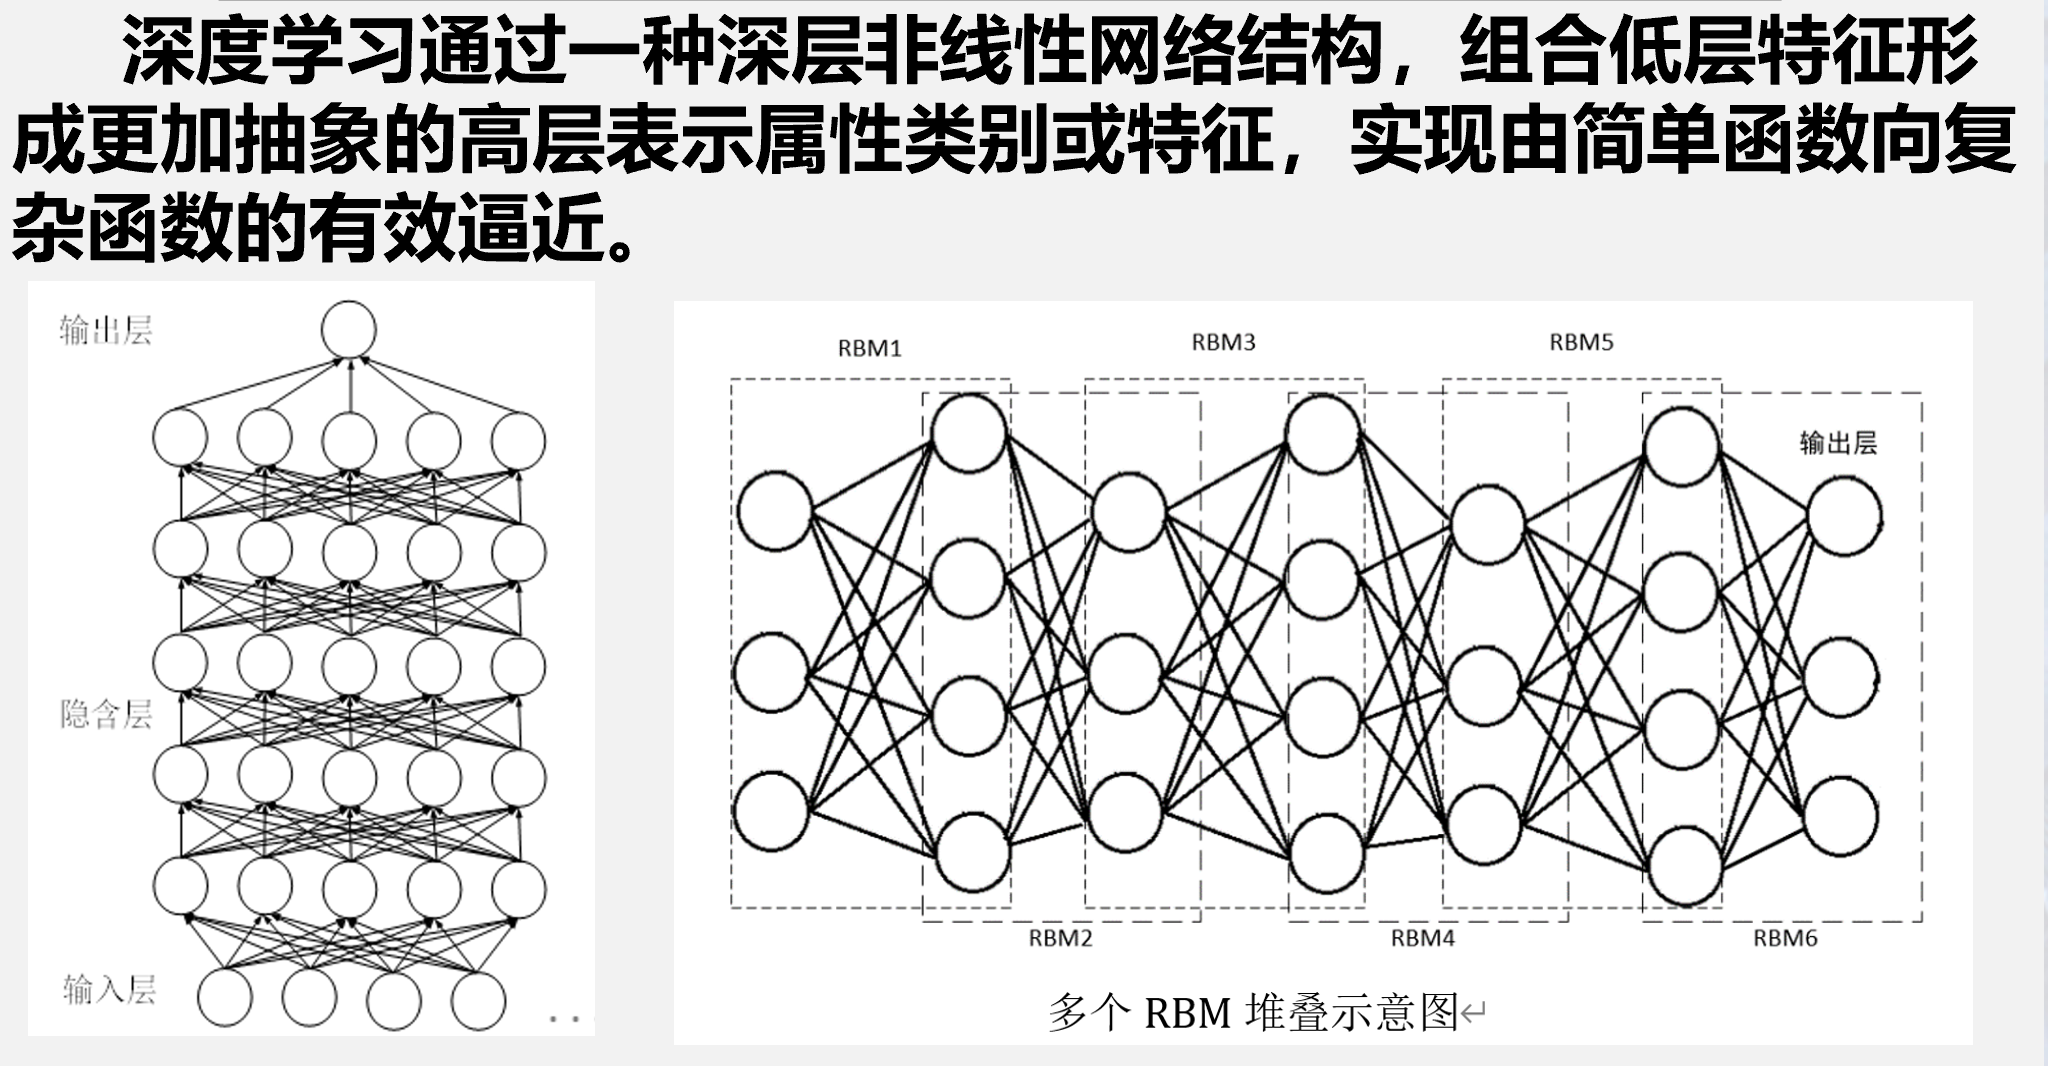 深度学习通过一种深层非线性网络结构，组合低层特征形
成更加抽象的高层表示属性类别或特征，实现由简单函数向复
杂函数的有效逼近。
输出层
隐含层
输入层
...
RBM1
RBM3
RBM5
输出层
RBM2
RBM4
RBM6
多个 RBM 堆叠示意图↵